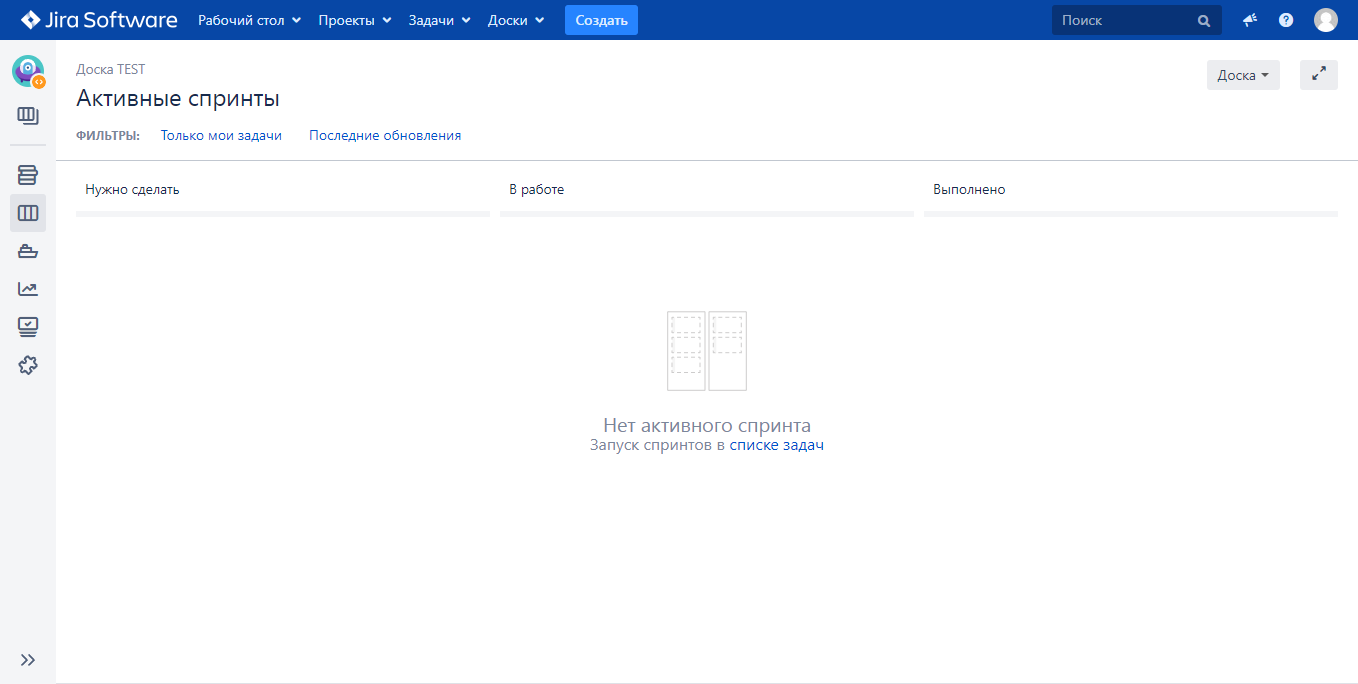 Jira Software Рабочий стол Проекты Задачи Доски Создать Поиск
Доска TEST
Активные спринты
Доска
ФИЛЬТРЫ: Только мои задачи Последние обновления
Нужно сделать В работе Выполнено
Нет активного спринта
Запуск спринтов в списке задач